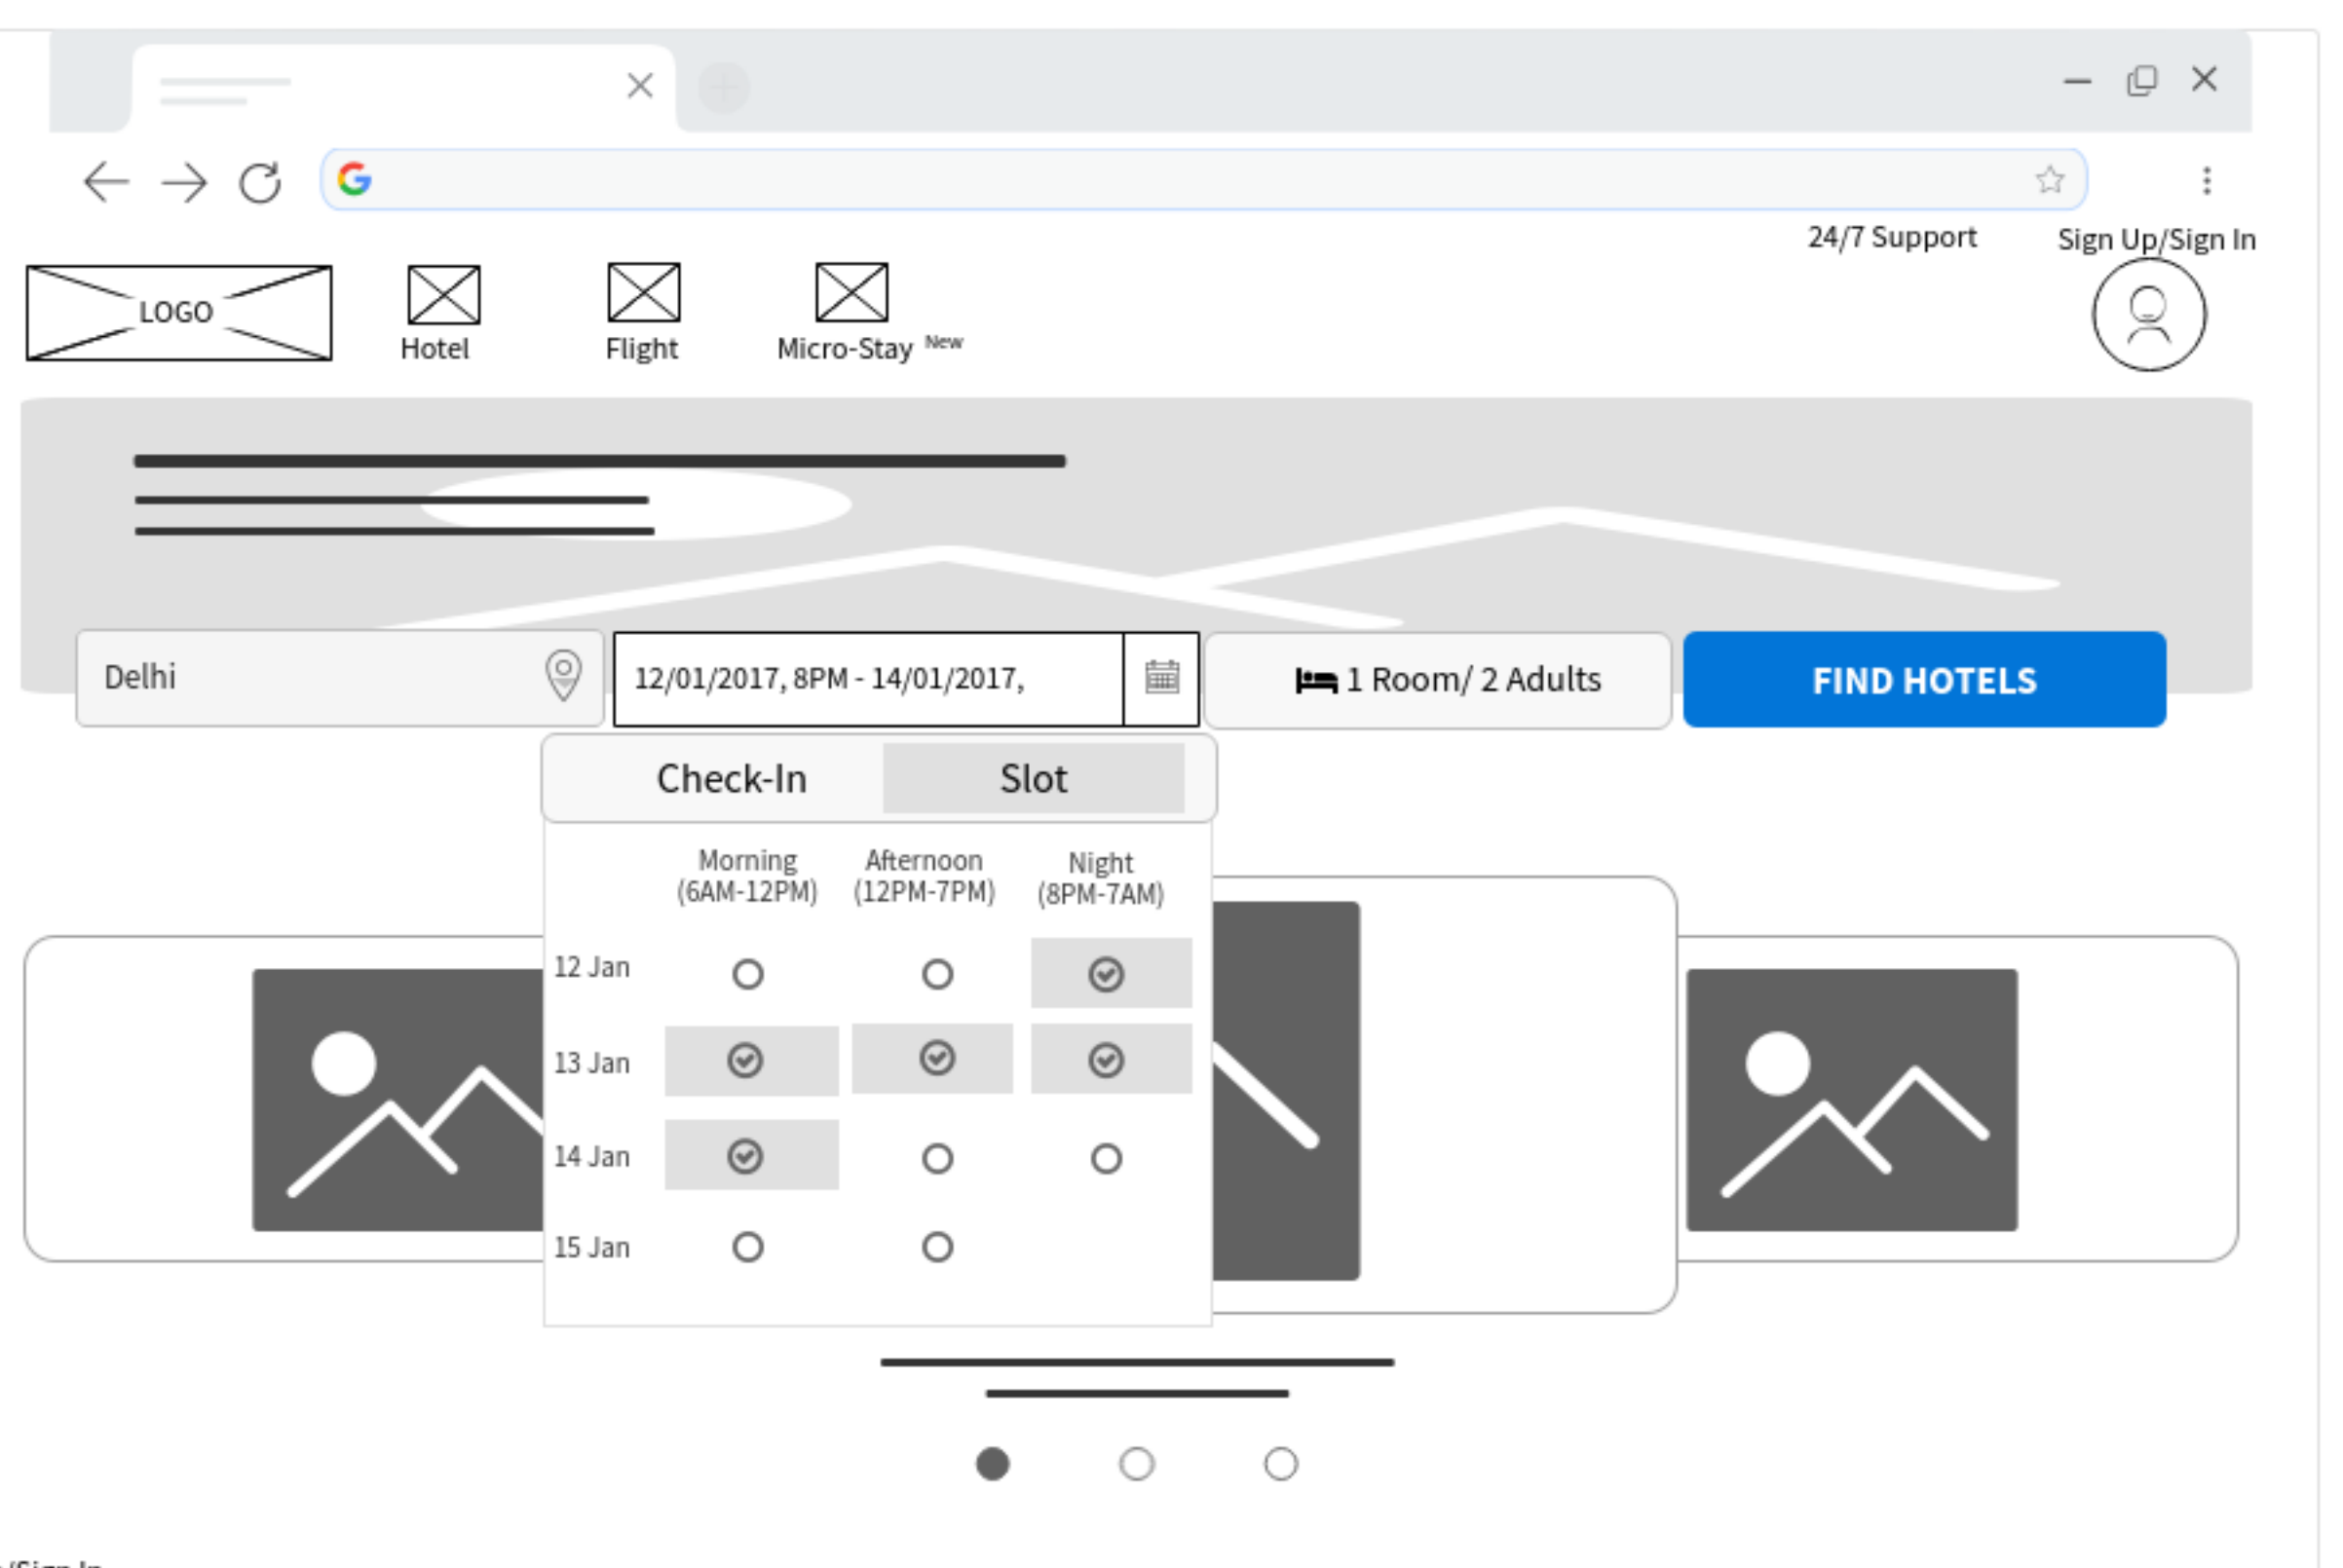 24/7 Support
Sign Up/Sign In
LOGO
Hotel
Flight
Micro-Stay New
Delhi
12/01/2017, 8PM - 14/01/2017,
1 Room/ 2 Adults
FIND HOTELS
Check-In
Slot
Morning
(6AM-12PM)
Afternoon
(12PM-7PM)
Night
(8PM-7AM)
12 Jan
13 Jan
14 Jan
15 Jan
/Sign In